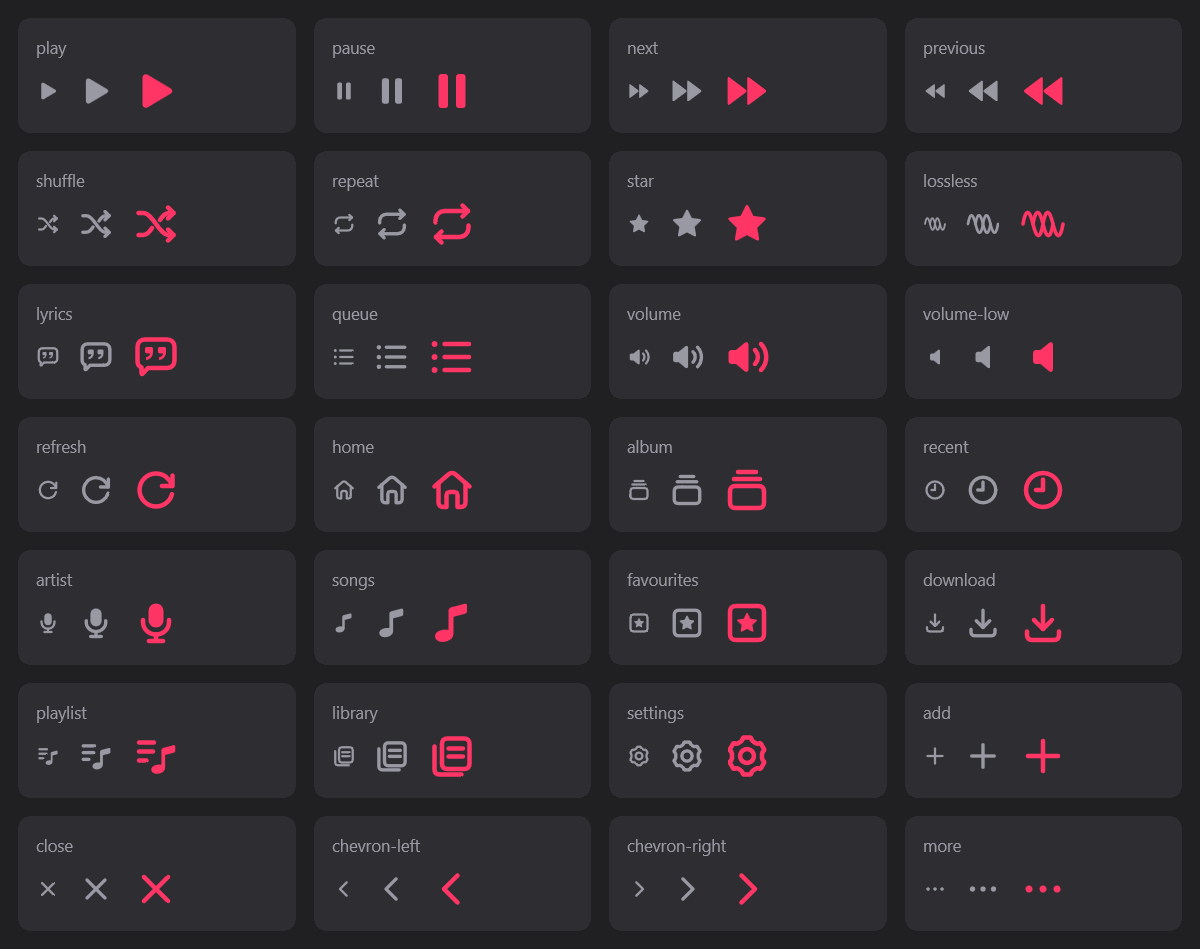 play
pause
next
previous
shuffle
repeat
star
lossless
lyrics
queue
volume
volume-low
refresh
home
album
recent
artist
songs
favourites
download
playlist
library
settings
add
close
chevron-left
chevron-right
more